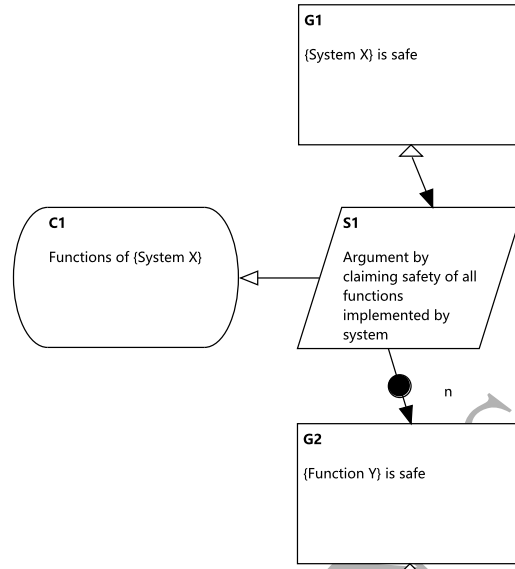 G1
{System X} is safe
C1
Functions of {System X}
S1
Argument by
claiming safety of all
functions
implemented by
system
n
G2
{Function Y} is safe